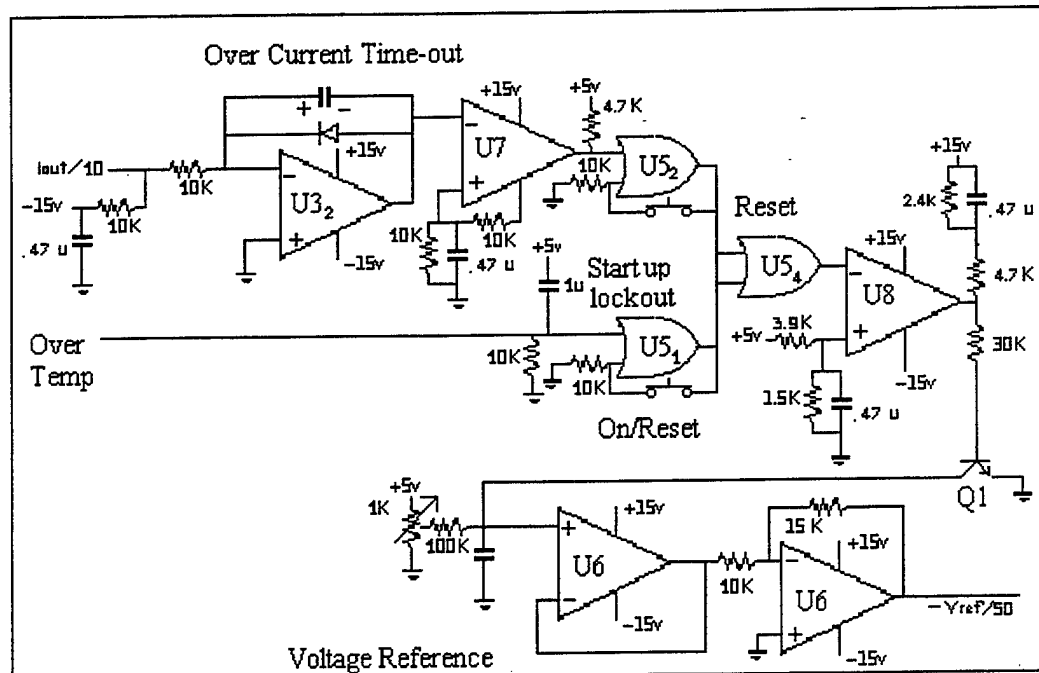 Over Current Time-out
+ -
+15v
+5v
4.7K
+15v
Iout/10
10K
+15v
-
U3₂
+
-15v
-
U7
+
10K
U5₂
-15v
10K
.47 u
10K
10K
.47 u
+5v
1u
Startup
lockout
Reset
U5₄
+15v
-
U8
+
-15v
+15v
2.4k
.47 u
4.7K
30K
Over
Temp
10K
10K
U5₁
On/Reset
+5v
3.9K
1.5K
.47 u
Q1
+5v
1K
100K
+15v
+
U6
-
-15v
10K
15K
+15v
-
U6
+
-15v
-Vref/50
Voltage Reference